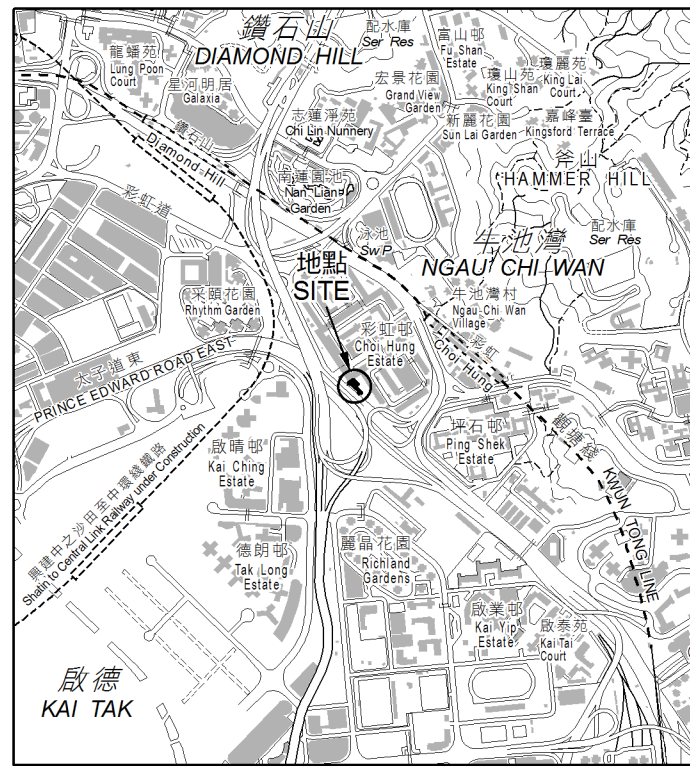 鑽石山
DIAMOND HILL
配水庫
Ser Res
富山邨
Fu Shan
Estate
瓊麗苑
King Lai
Court
瓊山苑
King Shan
Court
龍蟠苑
Lung Poon
Court
星河明居
Galaxia
宏景花園
Grand View
Garden
志蓮淨苑
Chi Lin Nunnery
新麗花園
Sun Lai Garden
嘉峰臺
Kingsford Terrace
鑽石山
Diamond Hill
斧山
HAMMER HILL
南蓮園池
Nan Lian
Garden
彩虹道
泳池
Sw P
牛池灣
NGAU CHI WAN
配水庫
Ser Res
地點
SITE
采頤花園
Rhythm Garden
牛池灣村
Ngau Chi Wan
Village
彩虹邨
Choi Hung
Estate
彩虹
Choi Hung
太子道東
PRINCE EDWARD ROAD EAST
坪石邨
Ping Shek
Estate
觀塘綫
KWUN TONG LINE
啟晴邨
Kai Ching
Estate
興建中之沙田至中環綫鐵路
Shatin to Central Link Railway under Construction
德朗邨
Tak Long
Estate
麗晶花園
Richland
Gardens
啟業邨
Kai Yip
Estate
啟泰苑
Kai Tai
Court
啟德
KAI TAK